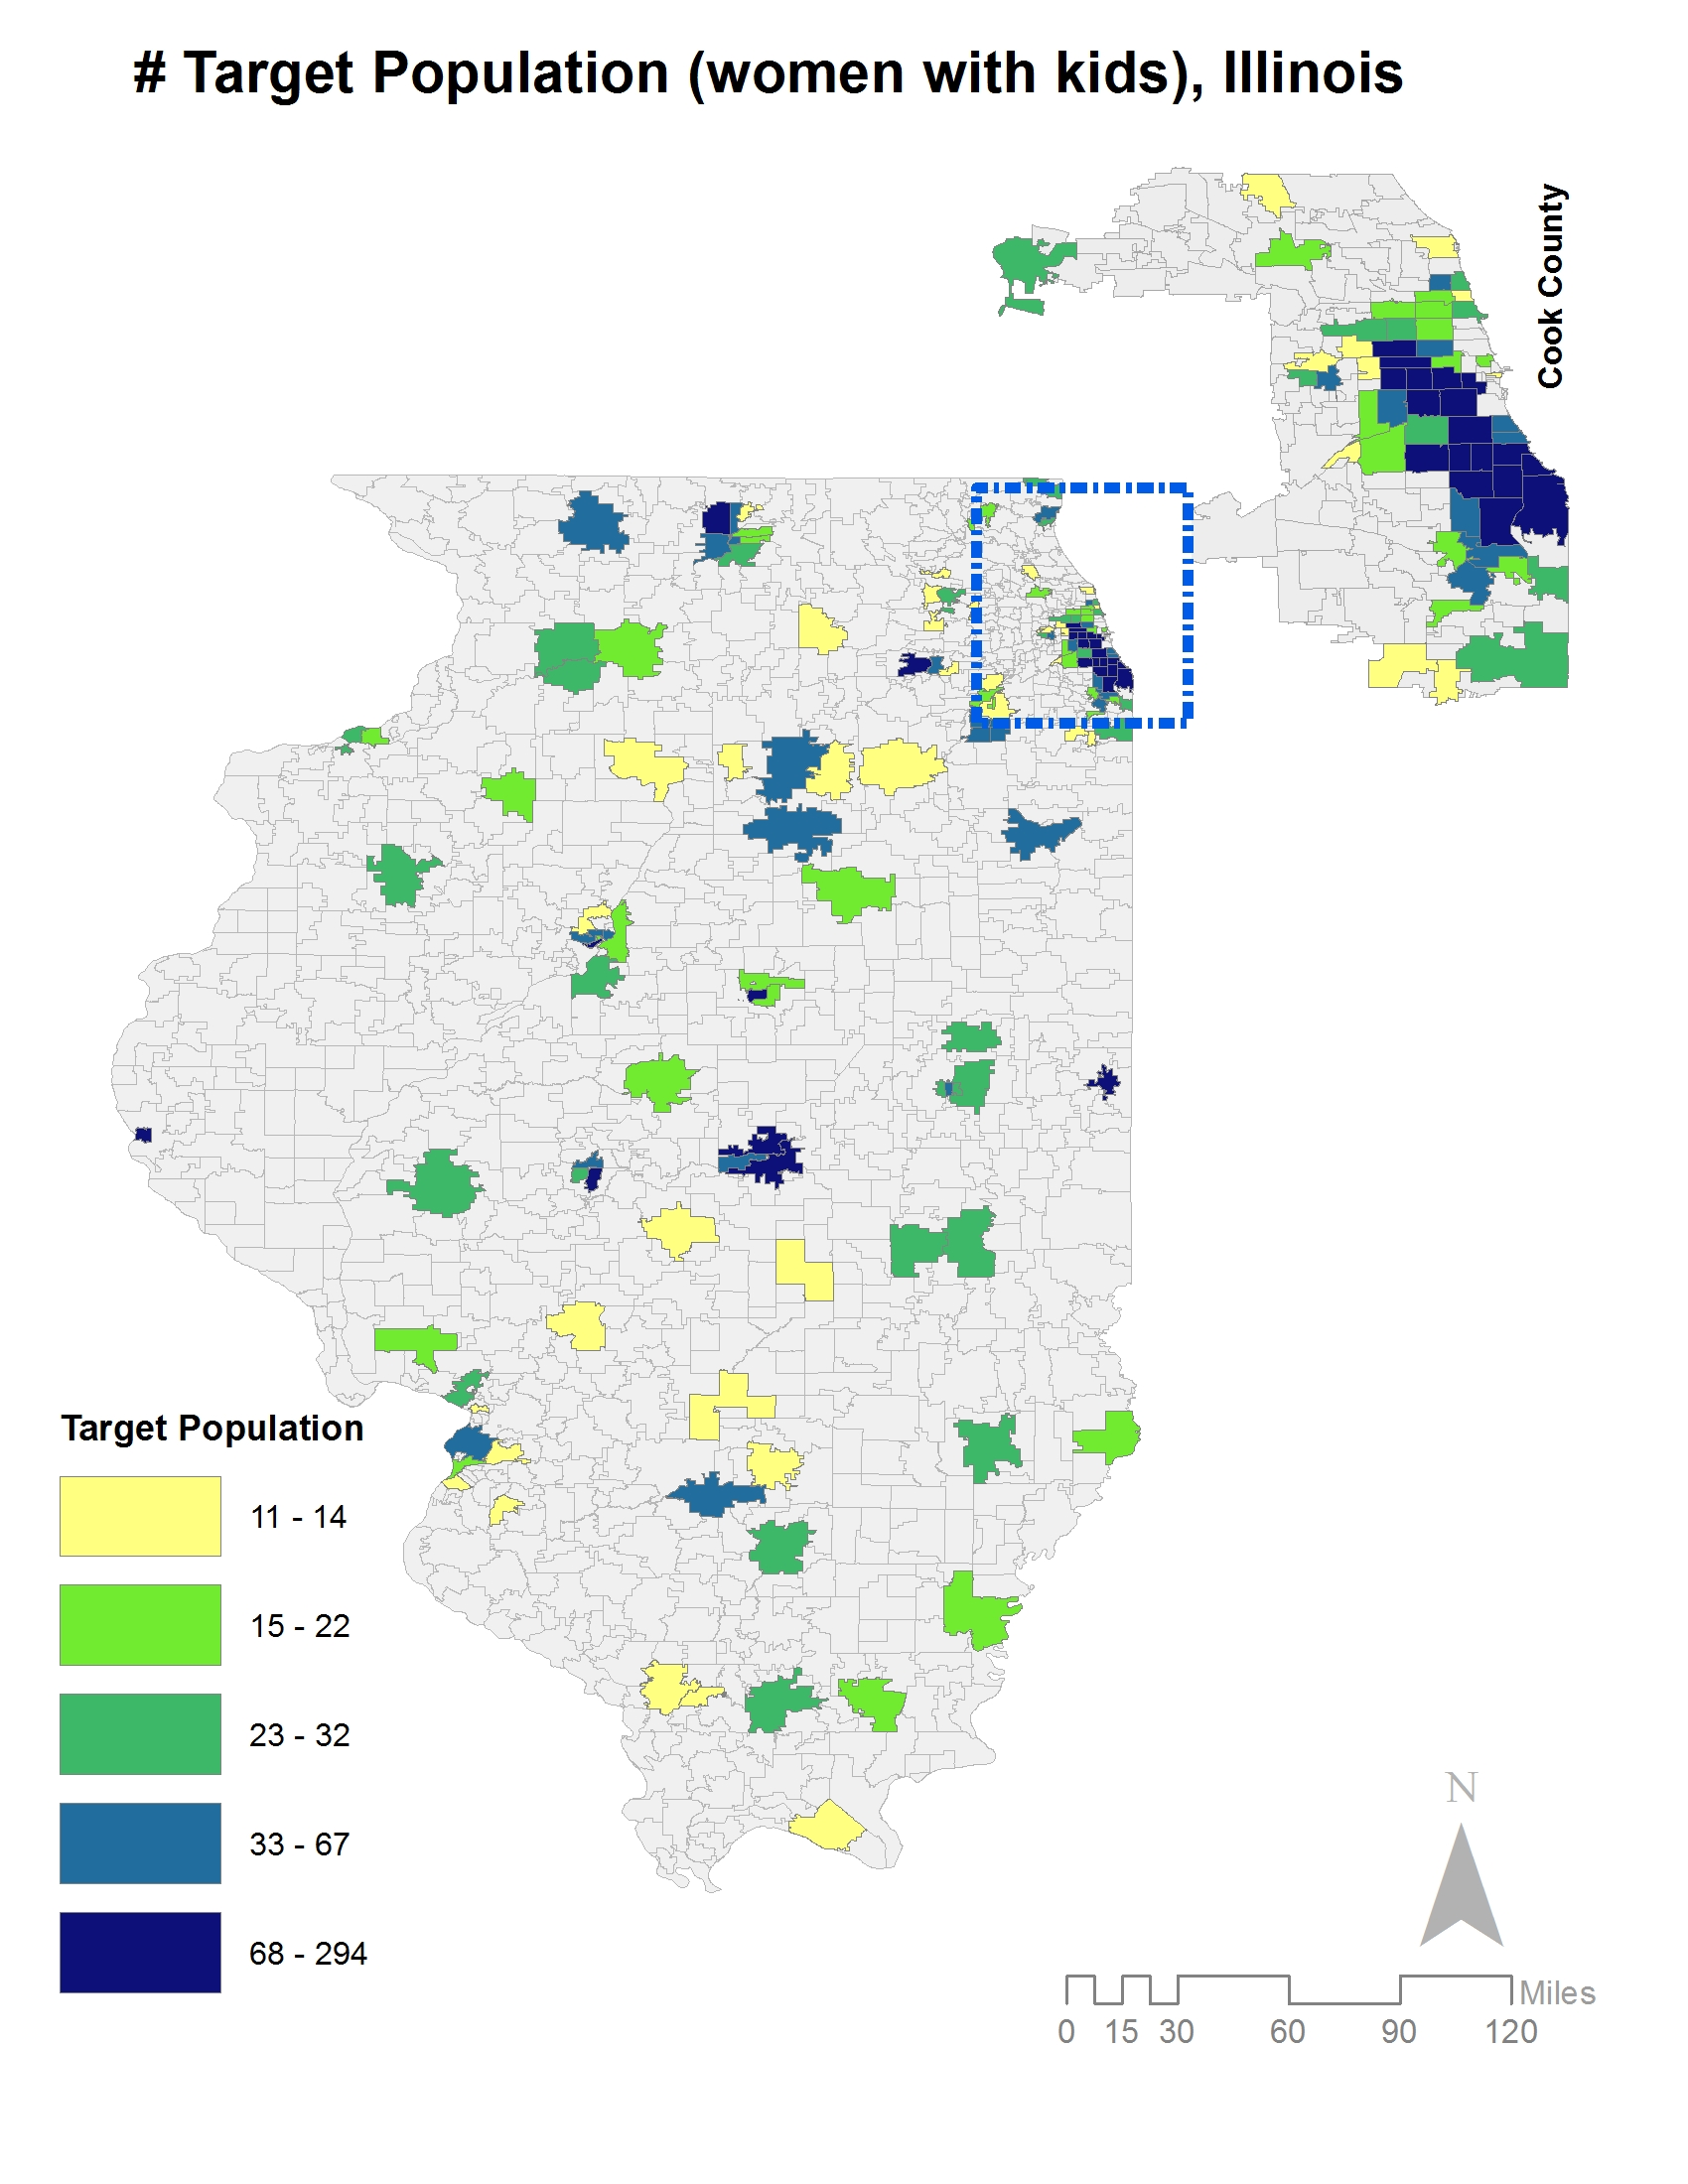 # Target Population (women with kids), Illinois
Cook County
Target Population
11 - 14
15 - 22
23 - 32
33 - 67
68 - 294
N
Miles
0 15 30 60 90 120